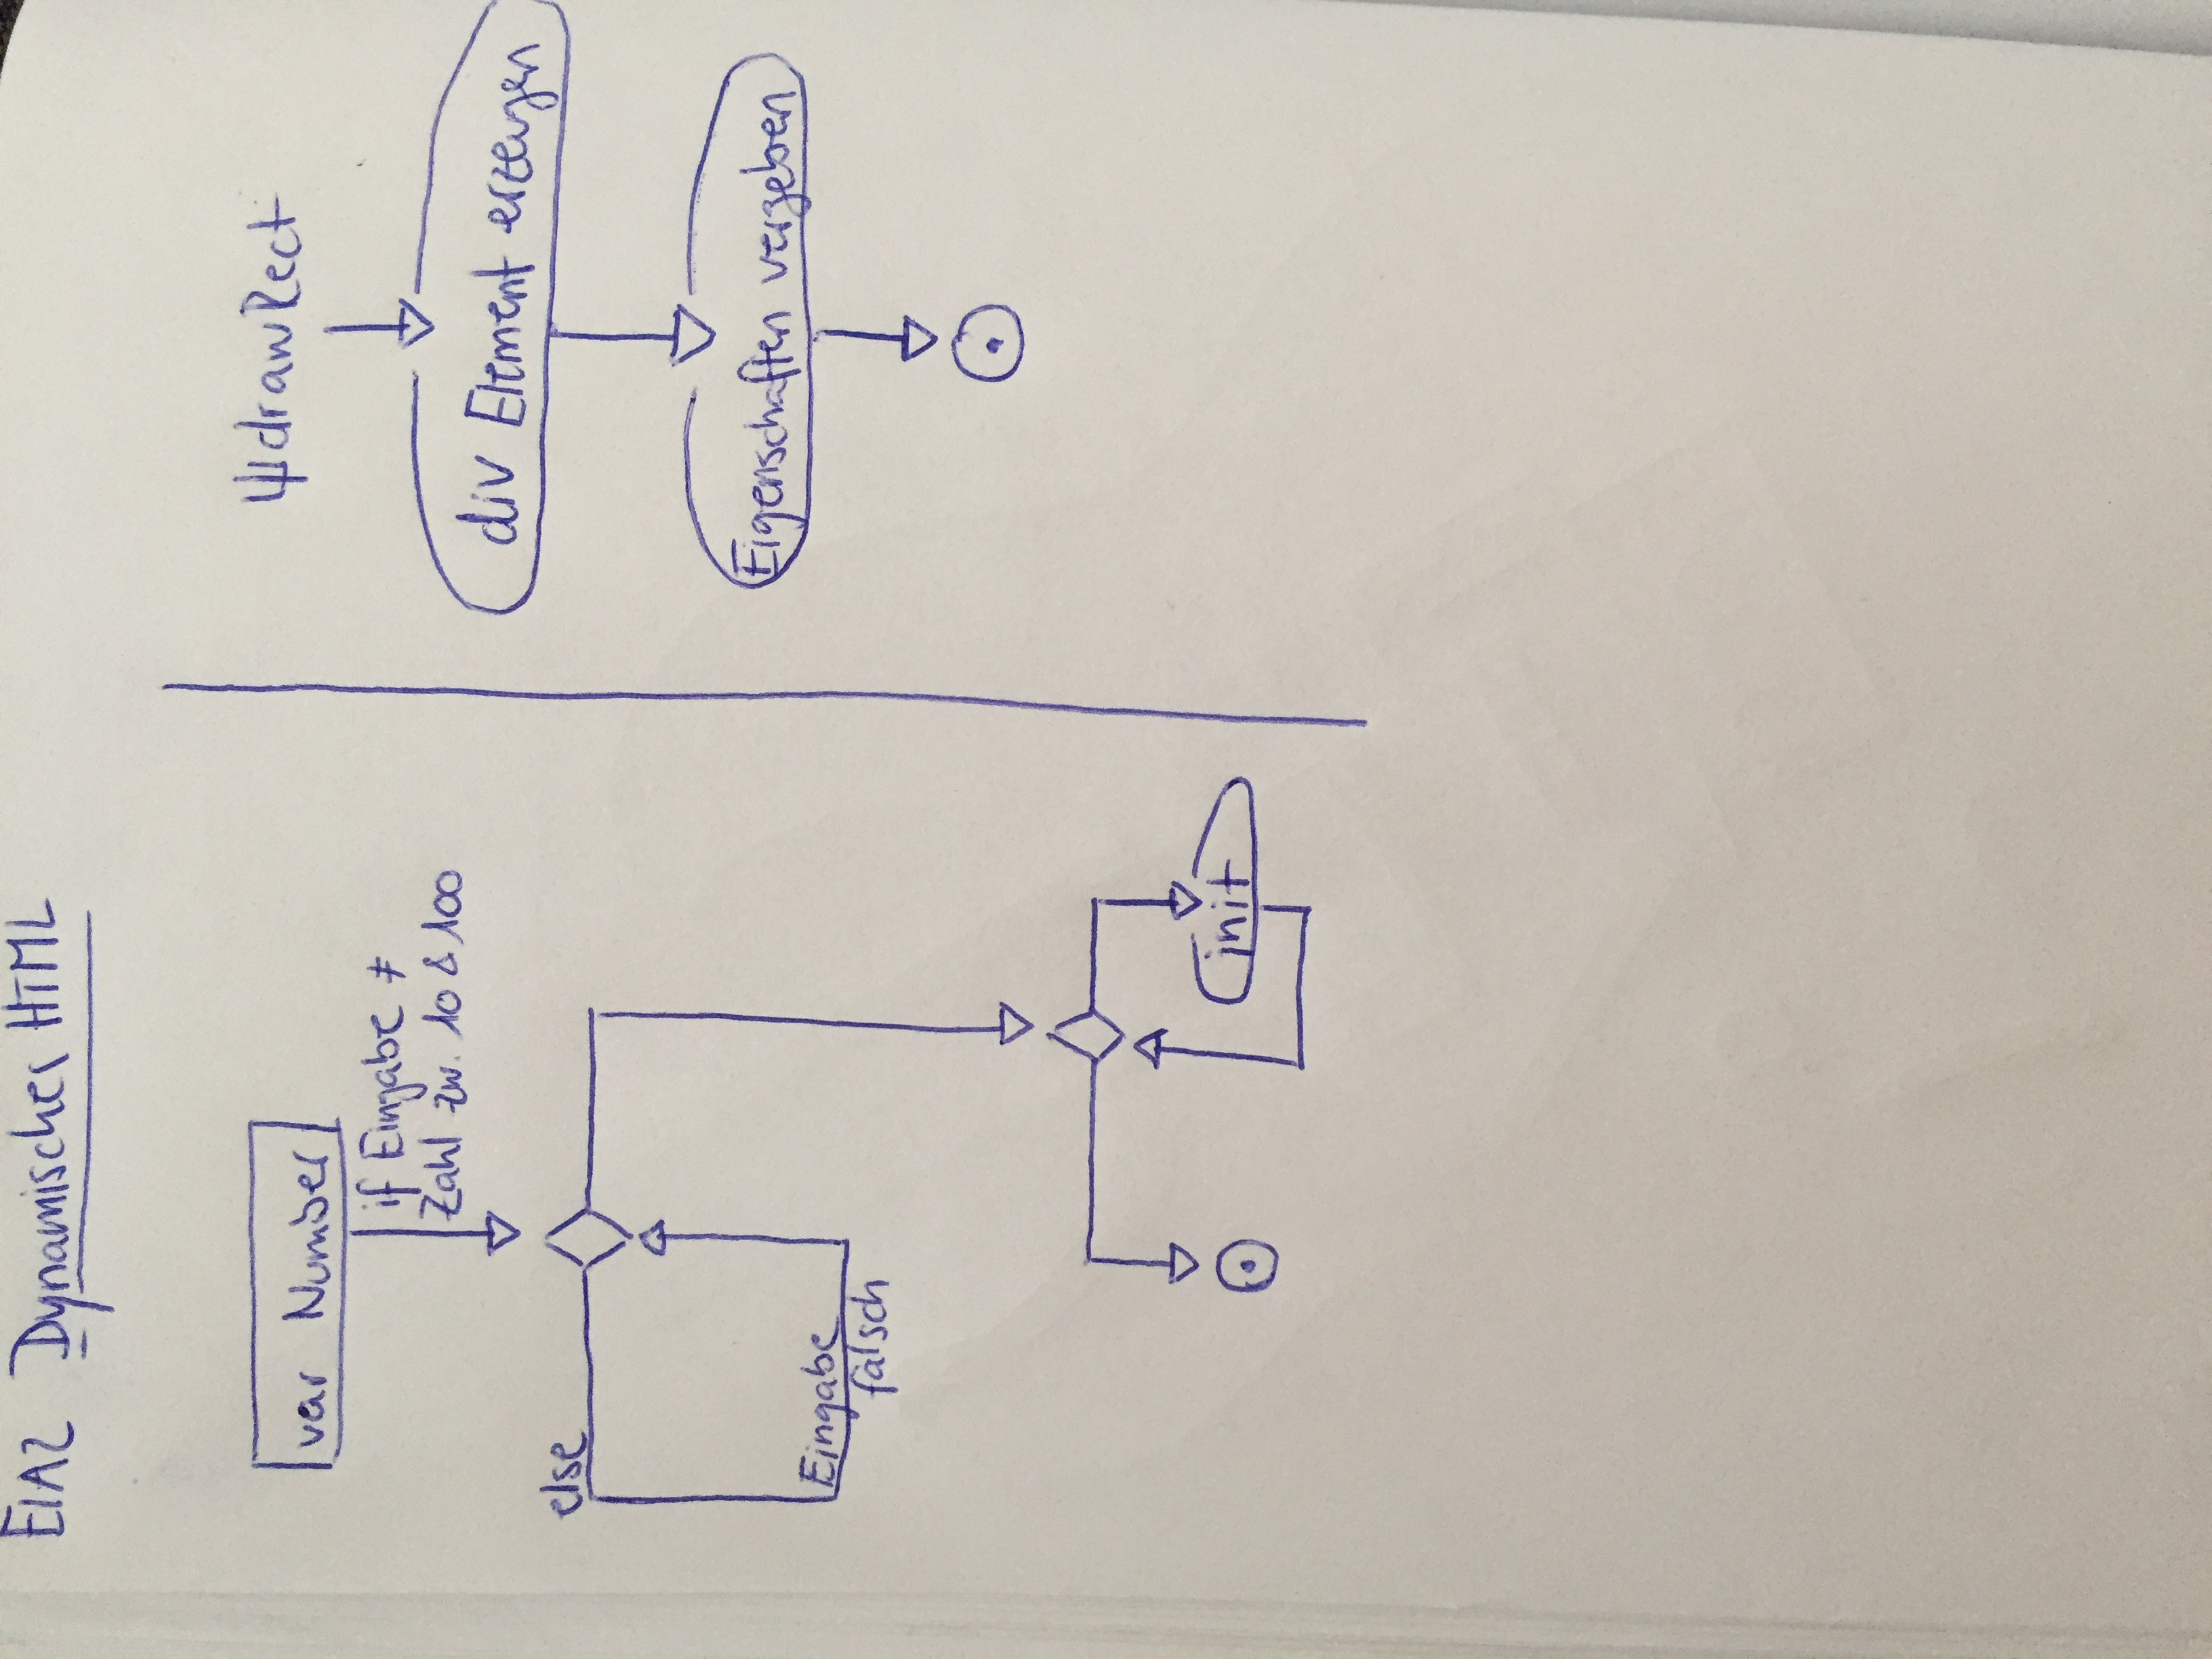 EIA2 Dynamischer HTML
var Number
if Eingabe ≠
Zahl zw. 10 & 100
else
Eingabe
falsch
init
drawRect
div Element erzeugen
Eigenschaften vergeben